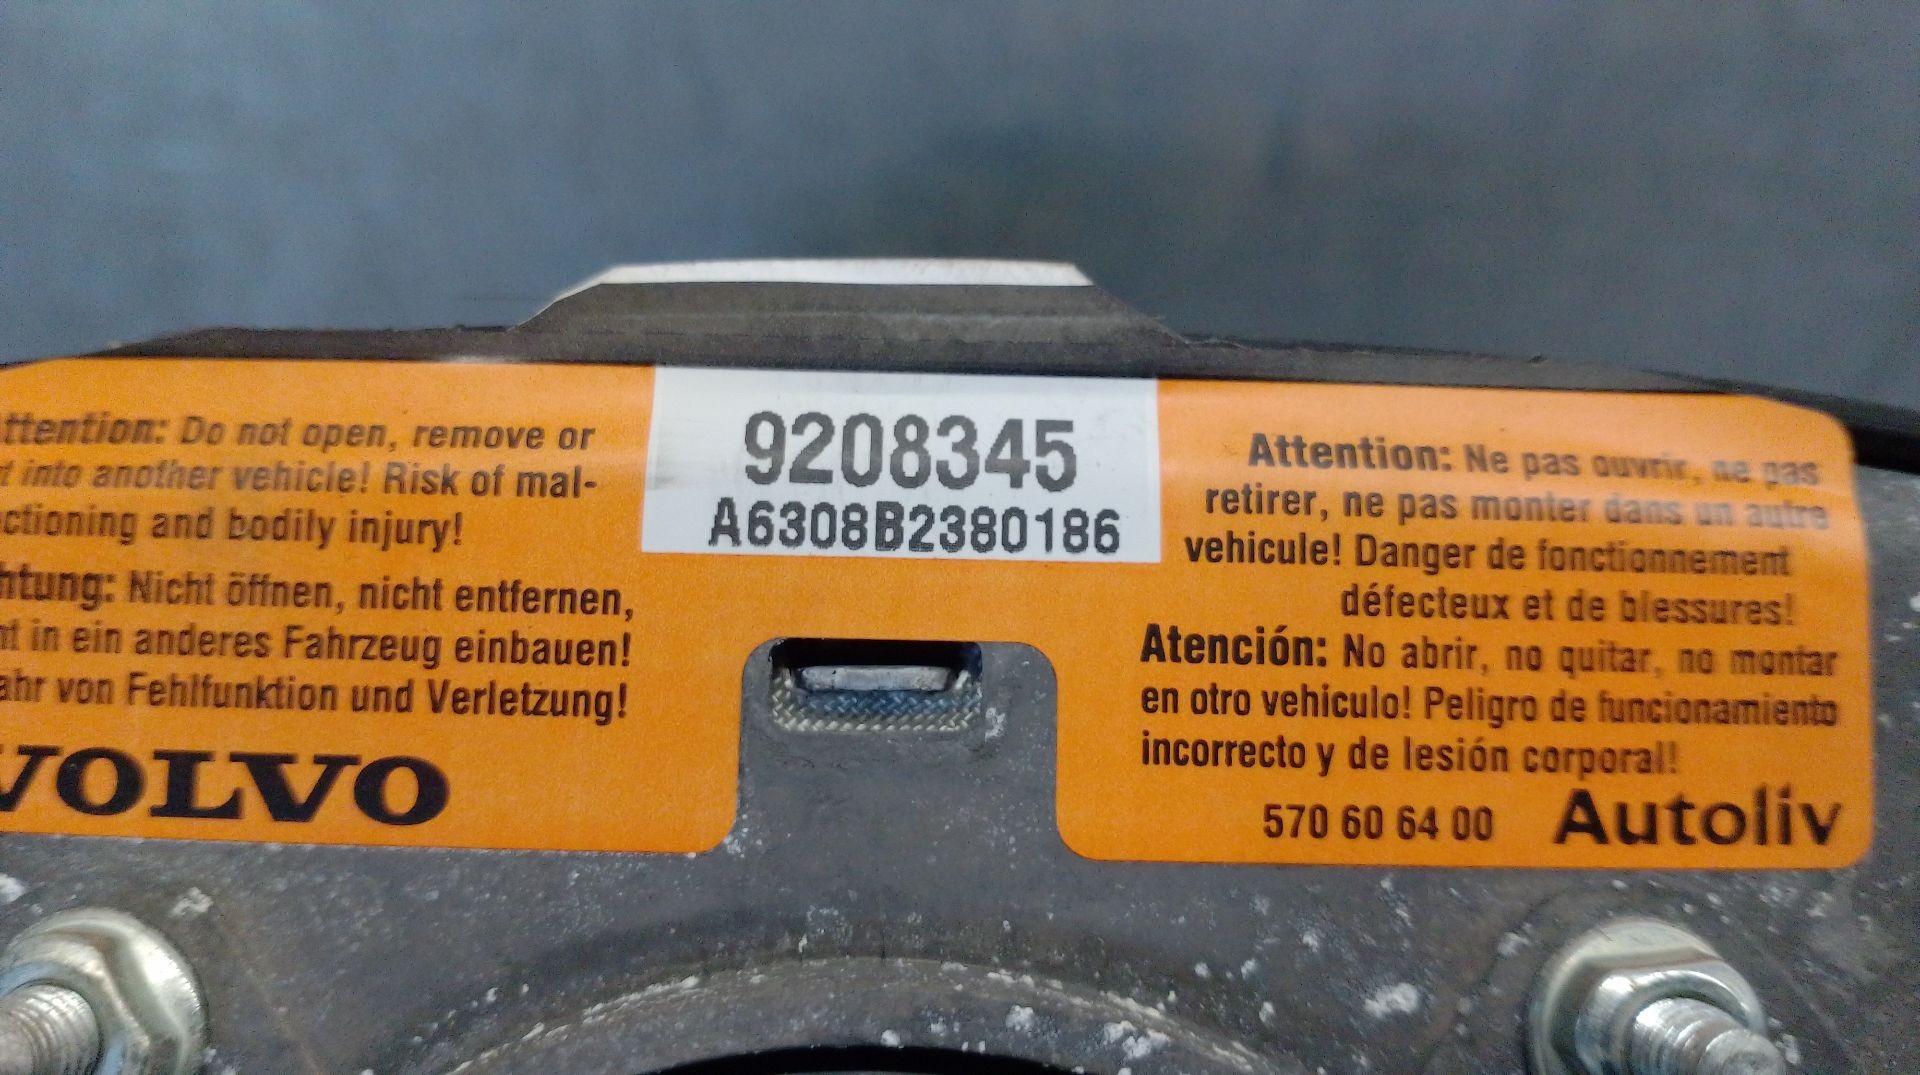 9208345
A6308B2380186
ttention: Do not open, remove or
t into another vehicle! Risk of mal-
ctioning and bodily injury!
htung: Nicht öffnen, nicht entfernen,
ht in ein anderes Fahrzeug einbauen!
ahr von Fehlfunktion und Verletzung!
VOLVO
Attention: Ne pas ouvrir, ne pas
retirer, ne pas monter dans un autre
vehicule! Danger de fonctionnement
défecteux et de blessures!
Atención: No abrir, no quitar, no montar
en otro vehiculo! Peligro de funcionamiento
incorrecto y de lesión corporal!
570 60 64 00 Autoliv